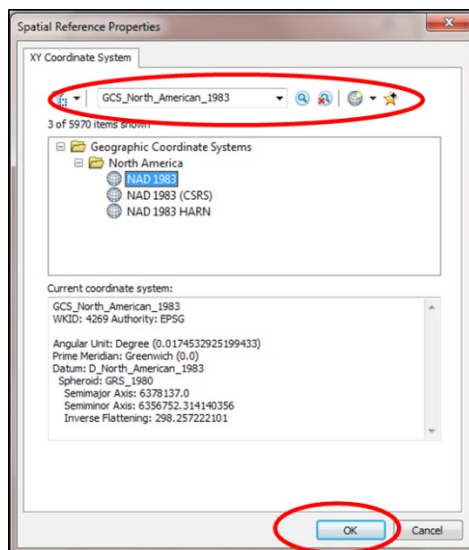 Spatial Reference Properties
XY Coordinate System
GCS_North_American_1983
3 of 5970 items shown
Geographic Coordinate Systems
North America
NAD 1983
NAD 1983 (CSRS)
NAD 1983 HARN
Current coordinate system:
GCS_North_American_1983
WKID: 4269 Authority: EPSG
Angular Unit: Degree (0.0174532925199433)
Prime Meridian: Greenwich (0.0)
Datum: D_North_American_1983
Spheroid: GRS_1980
Semimajor Axis: 6378137.0
Semiminor Axis: 6356752.314140356
Inverse Flattening: 298.257222101
OK Cancel